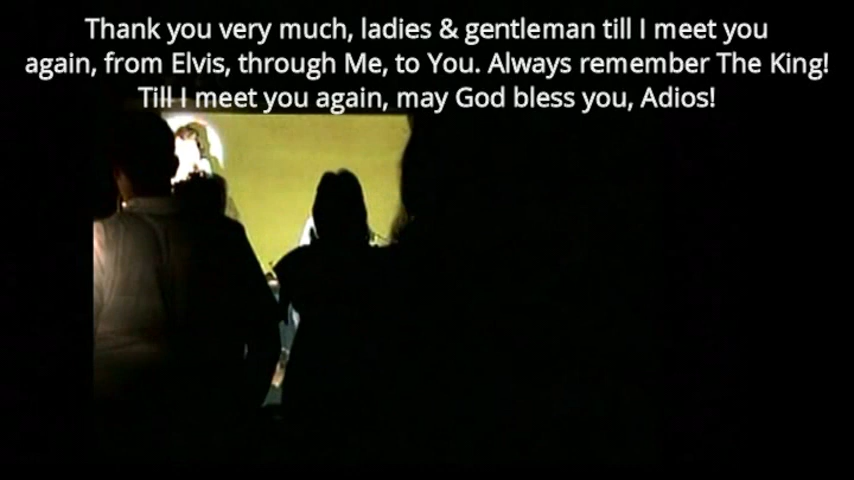 Thank you very much, ladies & gentleman till I meet you
again, from Elvis, through Me, to You. Always remember The King!
Till I meet you again, may God bless you, Adios!